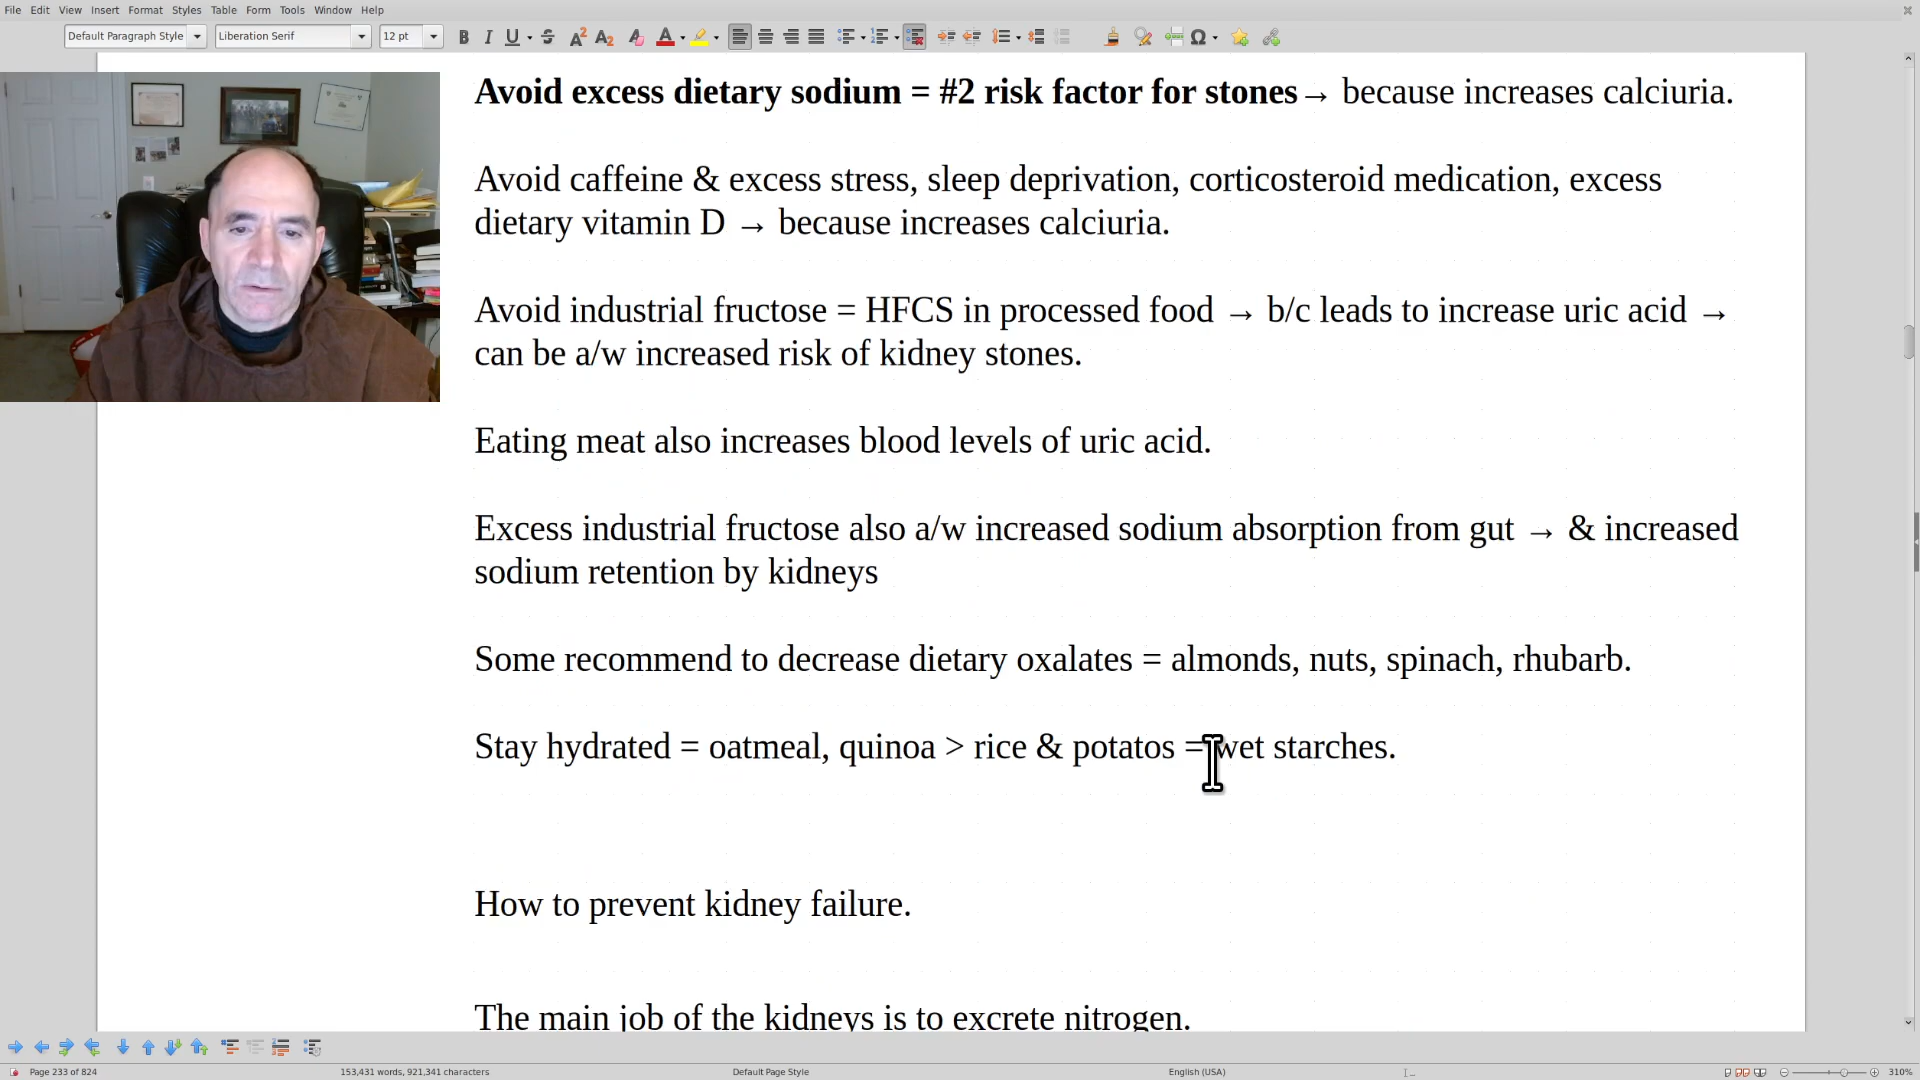 File Edit View Insert Format Styles Table Form Tools Window Help
Default Paragraph Style Liberation Serif 12 pt
Avoid excess dietary sodium = #2 risk factor for stones→ because increases calciuria.
Avoid caffeine & excess stress, sleep deprivation, corticosteroid medication, excess
dietary vitamin D → because increases calciuria.
Avoid industrial fructose = HFCS in processed food → b/c leads to increase uric acid →
can be a/w increased risk of kidney stones.
Eating meat also increases blood levels of uric acid.
Excess industrial fructose also a/w increased sodium absorption from gut → & increased
sodium retention by kidneys
Some recommend to decrease dietary oxalates = almonds, nuts, spinach, rhubarb.
Stay hydrated = oatmeal, quinoa > rice & potatos = wet starches.
How to prevent kidney failure.
The main job of the kidneys is to excrete nitrogen.
Page 233 of 824 153,431 words, 921,341 characters Default Page Style English (USA) 310%